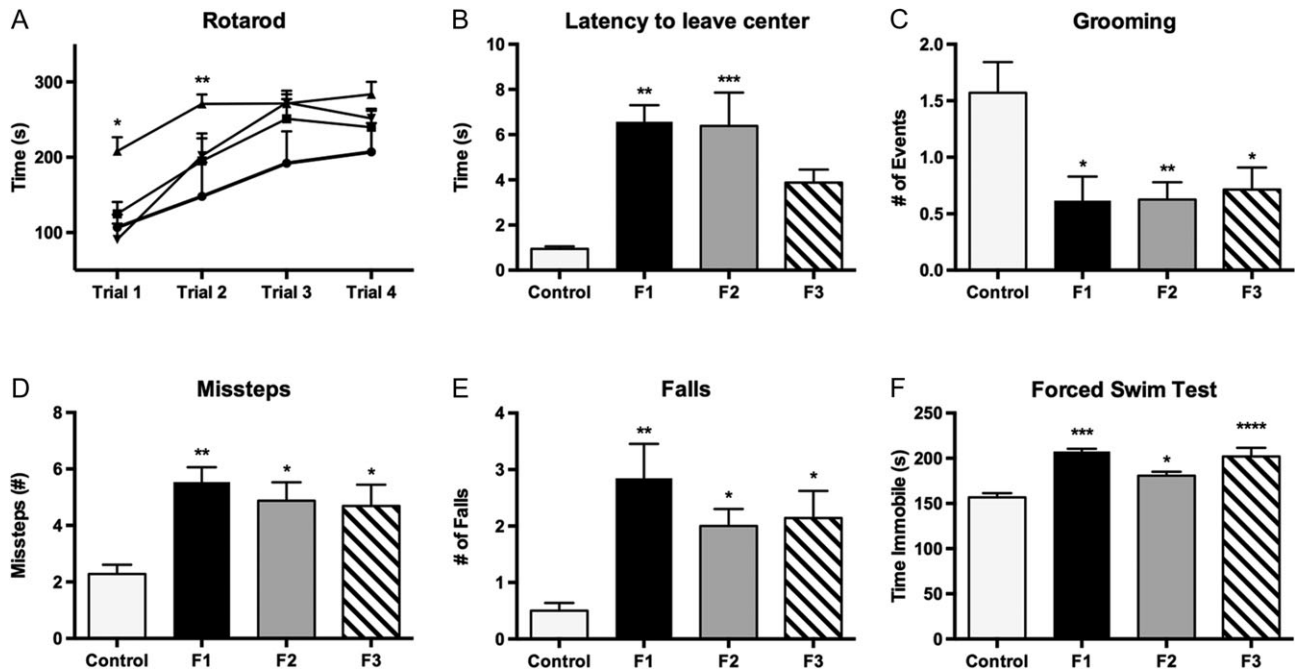 A
Rotarod
Time (s)
300
200
100
*
**
Trial 1 Trial 2 Trial 3 Trial 4
B
Latency to leave center
Time (s)
10
8
6
4
2
0
**
***
Control F1 F2 F3
C
Grooming
# of Events
2.0
1.5
1.0
0.5
0.0
*
**
*
Control F1 F2 F3
D
Missteps
Missteps (#)
8
6
4
2
0
**
*
*
Control F1 F2 F3
E
Falls
# of Falls
4
3
2
1
0
**
*
*
Control F1 F2 F3
F
Forced Swim Test
Time Immobile (s)
250
200
150
100
50
0
***
*
****
Control F1 F2 F3